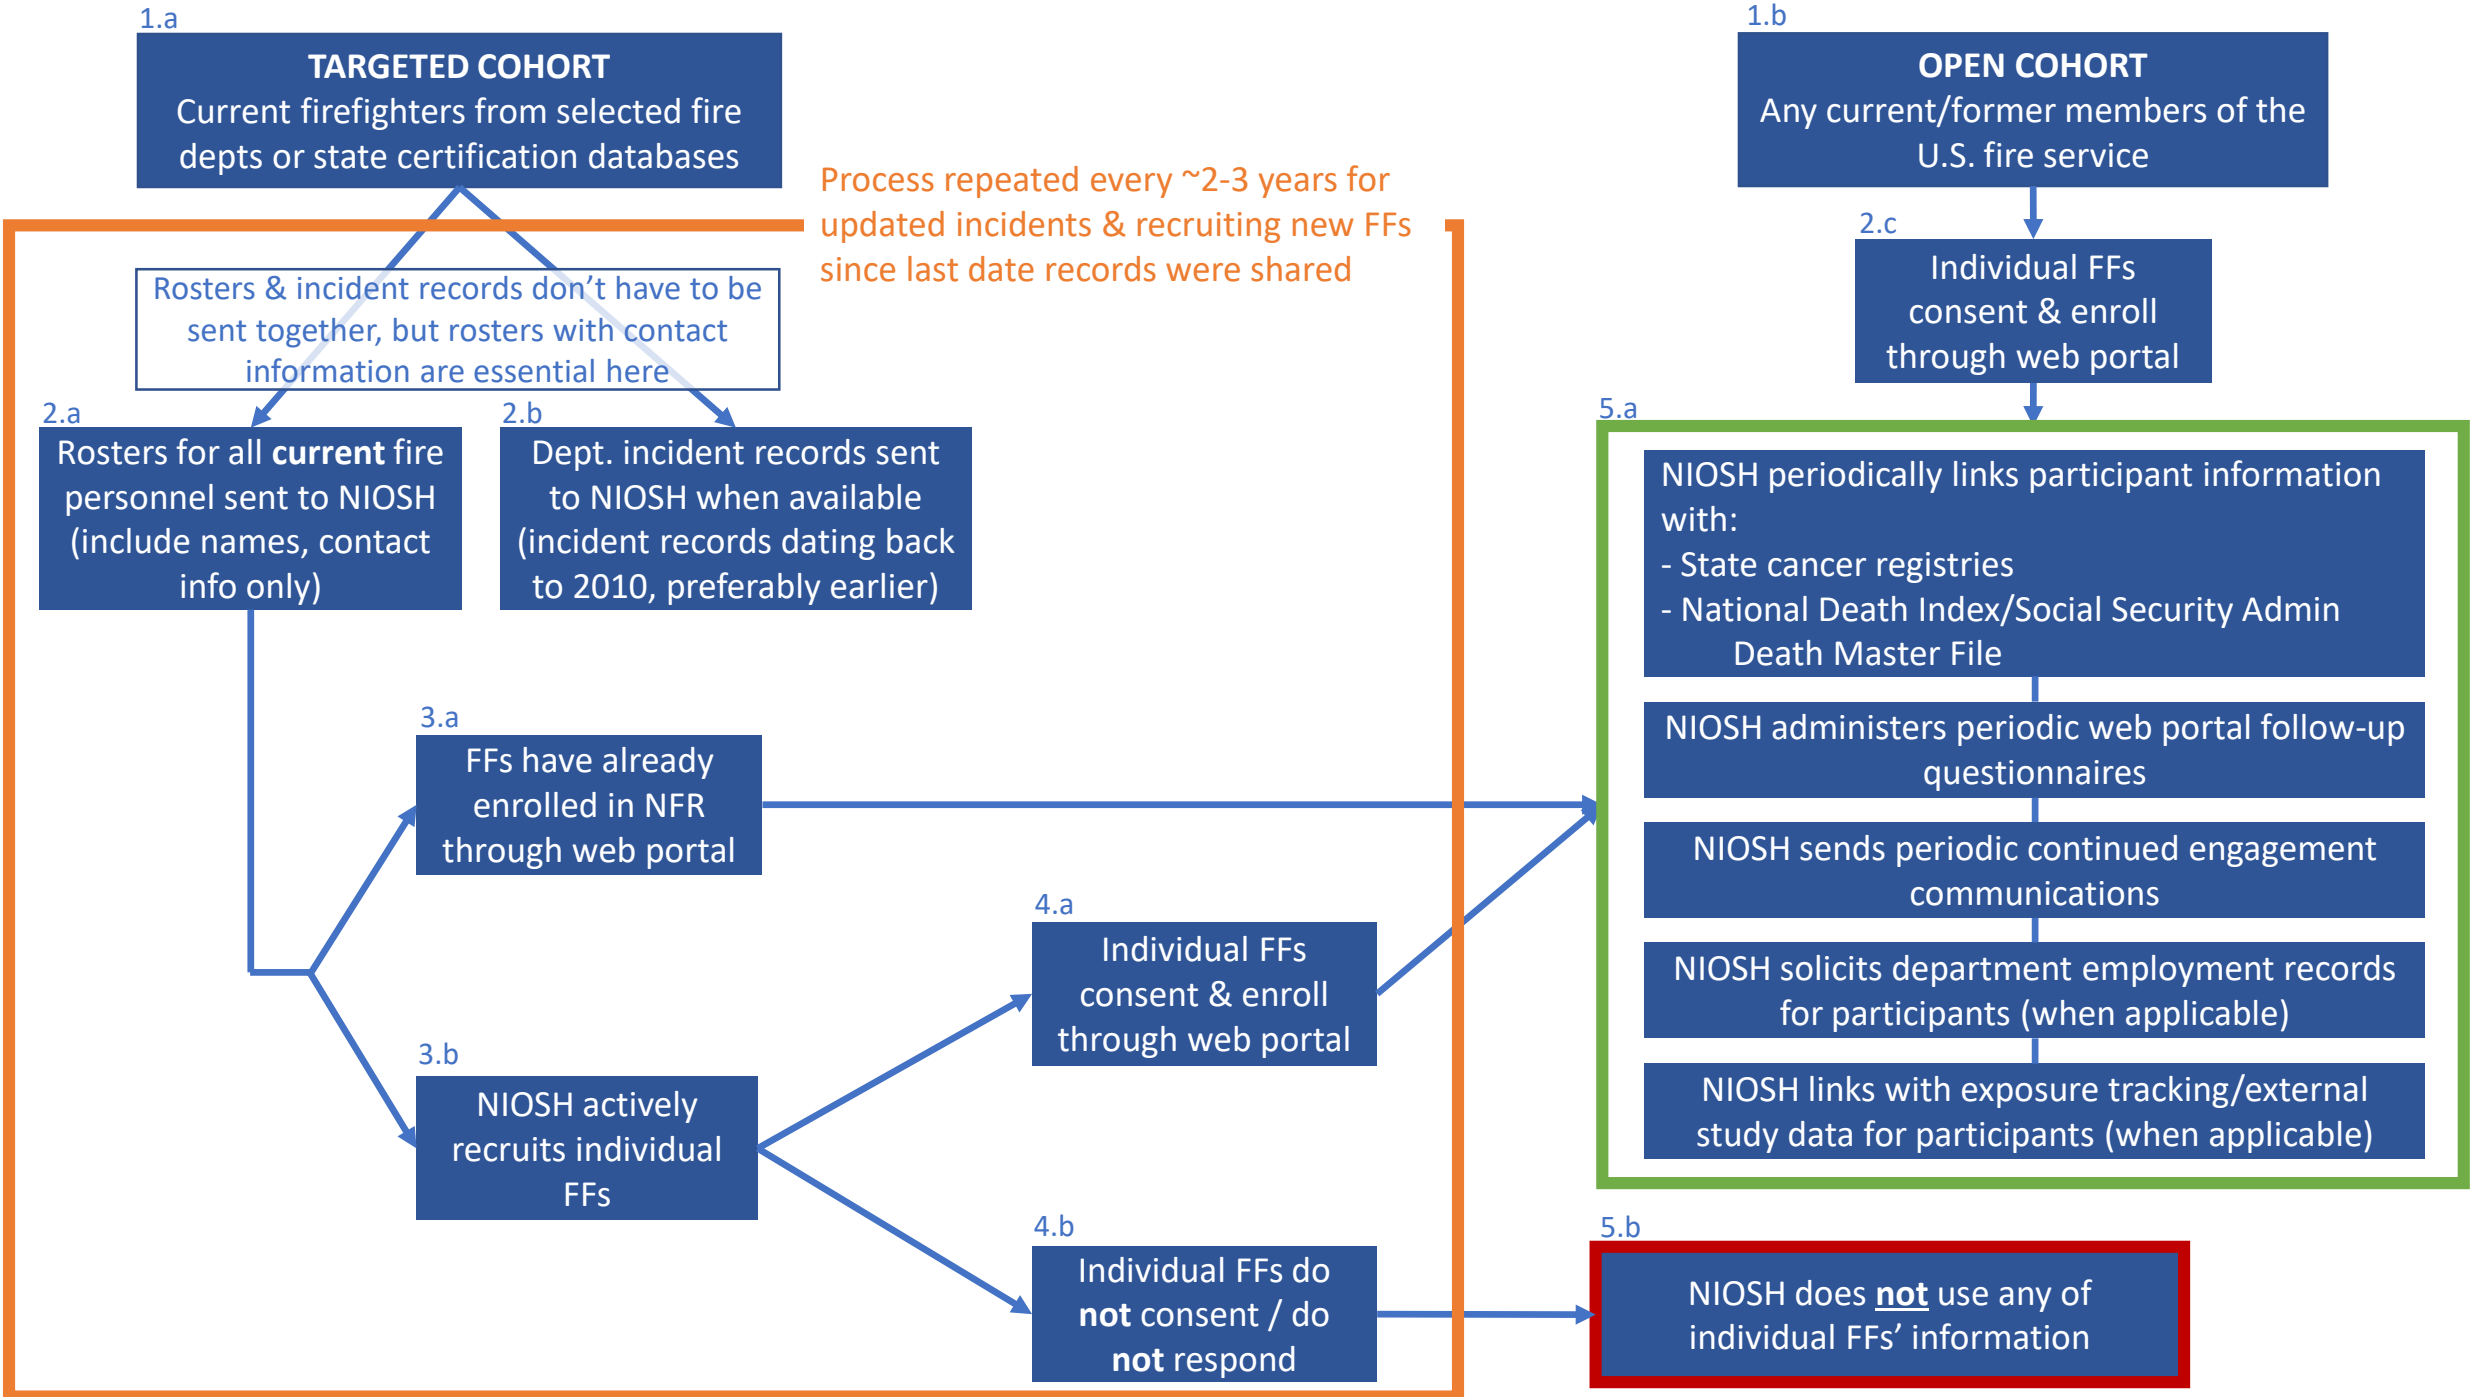 1.a
TARGETED COHORT
Current firefighters from selected fire
depts or state certification databases
1.b
OPEN COHORT
Any current/former members of the
U.S. fire service
Process repeated every ~2-3 years for
updated incidents & recruiting new FFs
since last date records were shared
Rosters & incident records don’t have to be
sent together, but rosters with contact
information are essential here
2.a
Rosters for all current fire
personnel sent to NIOSH
(include names, contact
info only)
2.b
Dept. incident records sent
to NIOSH when available
(incident records dating back
to 2010, preferably earlier)
2.c
Individual FFs
consent & enroll
through web portal
3.a
FFs have already
enrolled in NFR
through web portal
3.b
NIOSH actively
recruits individual
FFs
4.a
Individual FFs
consent & enroll
through web portal
4.b
Individual FFs do
not consent / do
not respond
5.a
NIOSH periodically links participant information
with:
- State cancer registries
- National Death Index/Social Security Admin
Death Master File
NIOSH administers periodic web portal follow-up
questionnaires
NIOSH sends periodic continued engagement
communications
NIOSH solicits department employment records
for participants (when applicable)
NIOSH links with exposure tracking/external
study data for participants (when applicable)
5.b
NIOSH does not use any of
individual FFs’ information